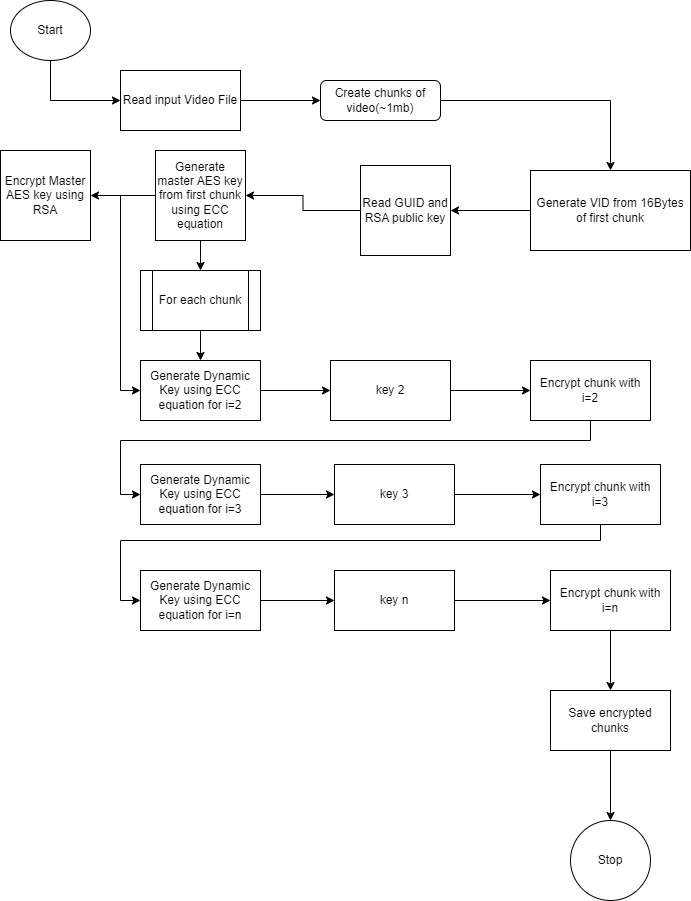 Start
Read input Video File
Create chunks of
video(~1mb)
Generate VID from 16Bytes
of first chunk
Read GUID and
RSA public key
Generate
master AES key
from first chunk
using ECC
equation
Encrypt Master
AES key using
RSA
For each chunk
Generate Dynamic
Key using ECC
equation for i=2
key 2
Encrypt chunk with
i=2
Generate Dynamic
Key using ECC
equation for i=3
key 3
Encrypt chunk with
i=3
Generate Dynamic
Key using ECC
equation for i=n
key n
Encrypt chunk with
i=n
Save encrypted
chunks
Stop